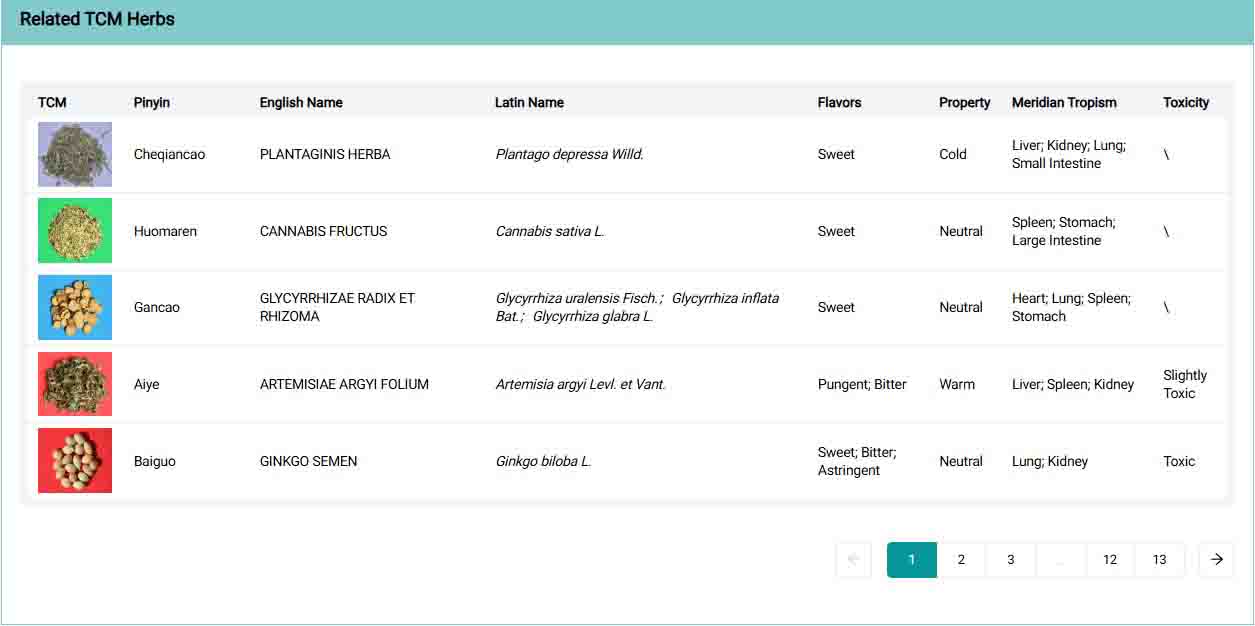 Related TCM Herbs
TCM Pinyin English Name Latin Name Flavors Property Meridian Tropism Toxicity
Cheqiancao PLANTAGINIS HERBA Plantago depressa Willd. Sweet Cold Liver; Kidney; Lung; Small Intestine \
Huomaren CANNABIS FRUCTUS Cannabis sativa L. Sweet Neutral Spleen; Stomach; Large Intestine \
Gancao GLYCYRRHIZAE RADIX ET RHIZOMA Glycyrrhiza uralensis Fisch.；Glycyrrhiza inflata Bat.；Glycyrrhiza glabra L. Sweet Neutral Heart; Lung; Spleen; Stomach \
Aiye ARTEMISIAE ARGYI FOLIUM Artemisia argyi Levl. et Vant. Pungent; Bitter Warm Liver; Spleen; Kidney Slightly Toxic
Baiguo GINKGO SEMEN Ginkgo biloba L. Sweet; Bitter; Astringent Neutral Lung; Kidney Toxic
← 1 2 3 ... 12 13 →